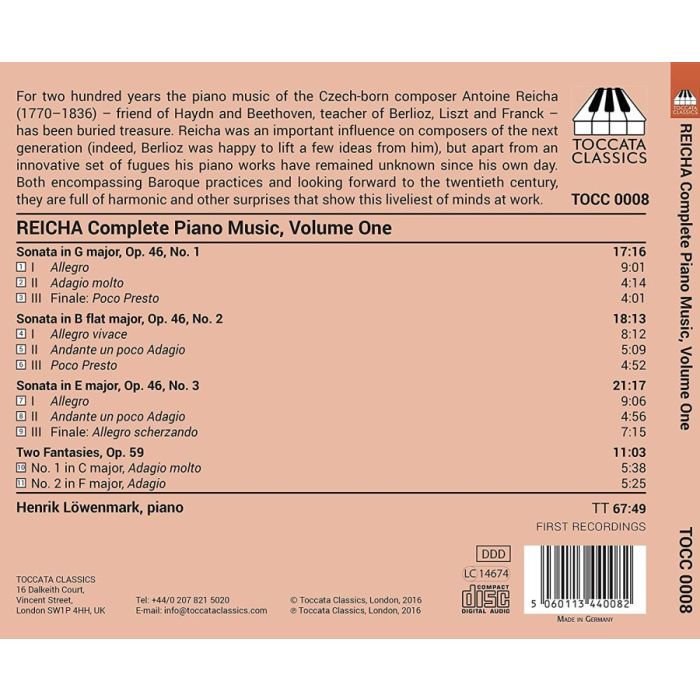 For two hundred years the piano music of the Czech-born composer Antoine Reicha
(1770–1836) – friend of Haydn and Beethoven, teacher of Berlioz, Liszt and Franck –
has been buried treasure. Reicha was an important influence on composers of the next
generation (indeed, Berlioz was happy to lift a few ideas from him), but apart from an
innovative set of fugues his piano works have remained unknown since his own day.
Both encompassing Baroque practices and looking forward to the twentieth century,
they are full of harmonic and other surprises that show this liveliest of minds at work.
TOCCATA
CLASSICS
TOCC 0008
REICHA Complete Piano Music, Volume One
Sonata in G major, Op. 46, No. 1 17:16
1 I Allegro 9:01
2 II Adagio molto 4:14
3 III Finale: Poco Presto 4:01
Sonata in B flat major, Op. 46, No. 2 18:13
4 I Allegro vivace 8:12
5 II Andante un poco Adagio 5:09
6 III Poco Presto 4:52
Sonata in E major, Op. 46, No. 3 21:17
7 I Allegro 9:06
8 II Andante un poco Adagio 4:56
9 III Finale: Allegro scherzando 7:15
Two Fantasies, Op. 59 11:03
10 No. 1 in C major, Adagio molto 5:38
11 No. 2 in F major, Adagio 5:25
Henrik Löwenmark, piano TT 67:49
FIRST RECORDINGS
TOCCATA CLASSICS
16 Dalkeith Court,
Vincent Street,
London SW1P 4HH, UK
Tel: +44/0 207 821 5020
E-mail: info@toccataclassics.com
© Toccata Classics, London, 2016
℗ Toccata Classics, London, 2016
DDD
LC 14674
COMPACT
disc
DIGITAL AUDIO
5 060113 440082
MADE IN GERMANY
TOCCATA
CLASSICS
REICHA Complete Piano Music, Volume One
TOCC 0008